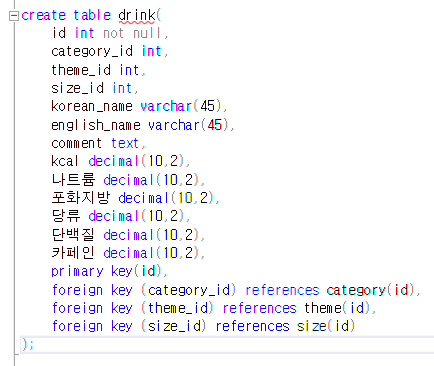 create table drink(
id int not null,
category_id int,
theme_id int,
size_id int,
korean_name varchar(45),
english_name varchar(45),
comment text,
kcal decimal(10,2),
나트륨 decimal(10,2),
포화지방 decimal(10,2),
당류 decimal(10,2),
단백질 decimal(10,2),
카페인 decimal(10,2),
primary key(id),
foreign key (category_id) references category(id),
foreign key (theme_id) references theme(id),
foreign key (size_id) references size(id)
);